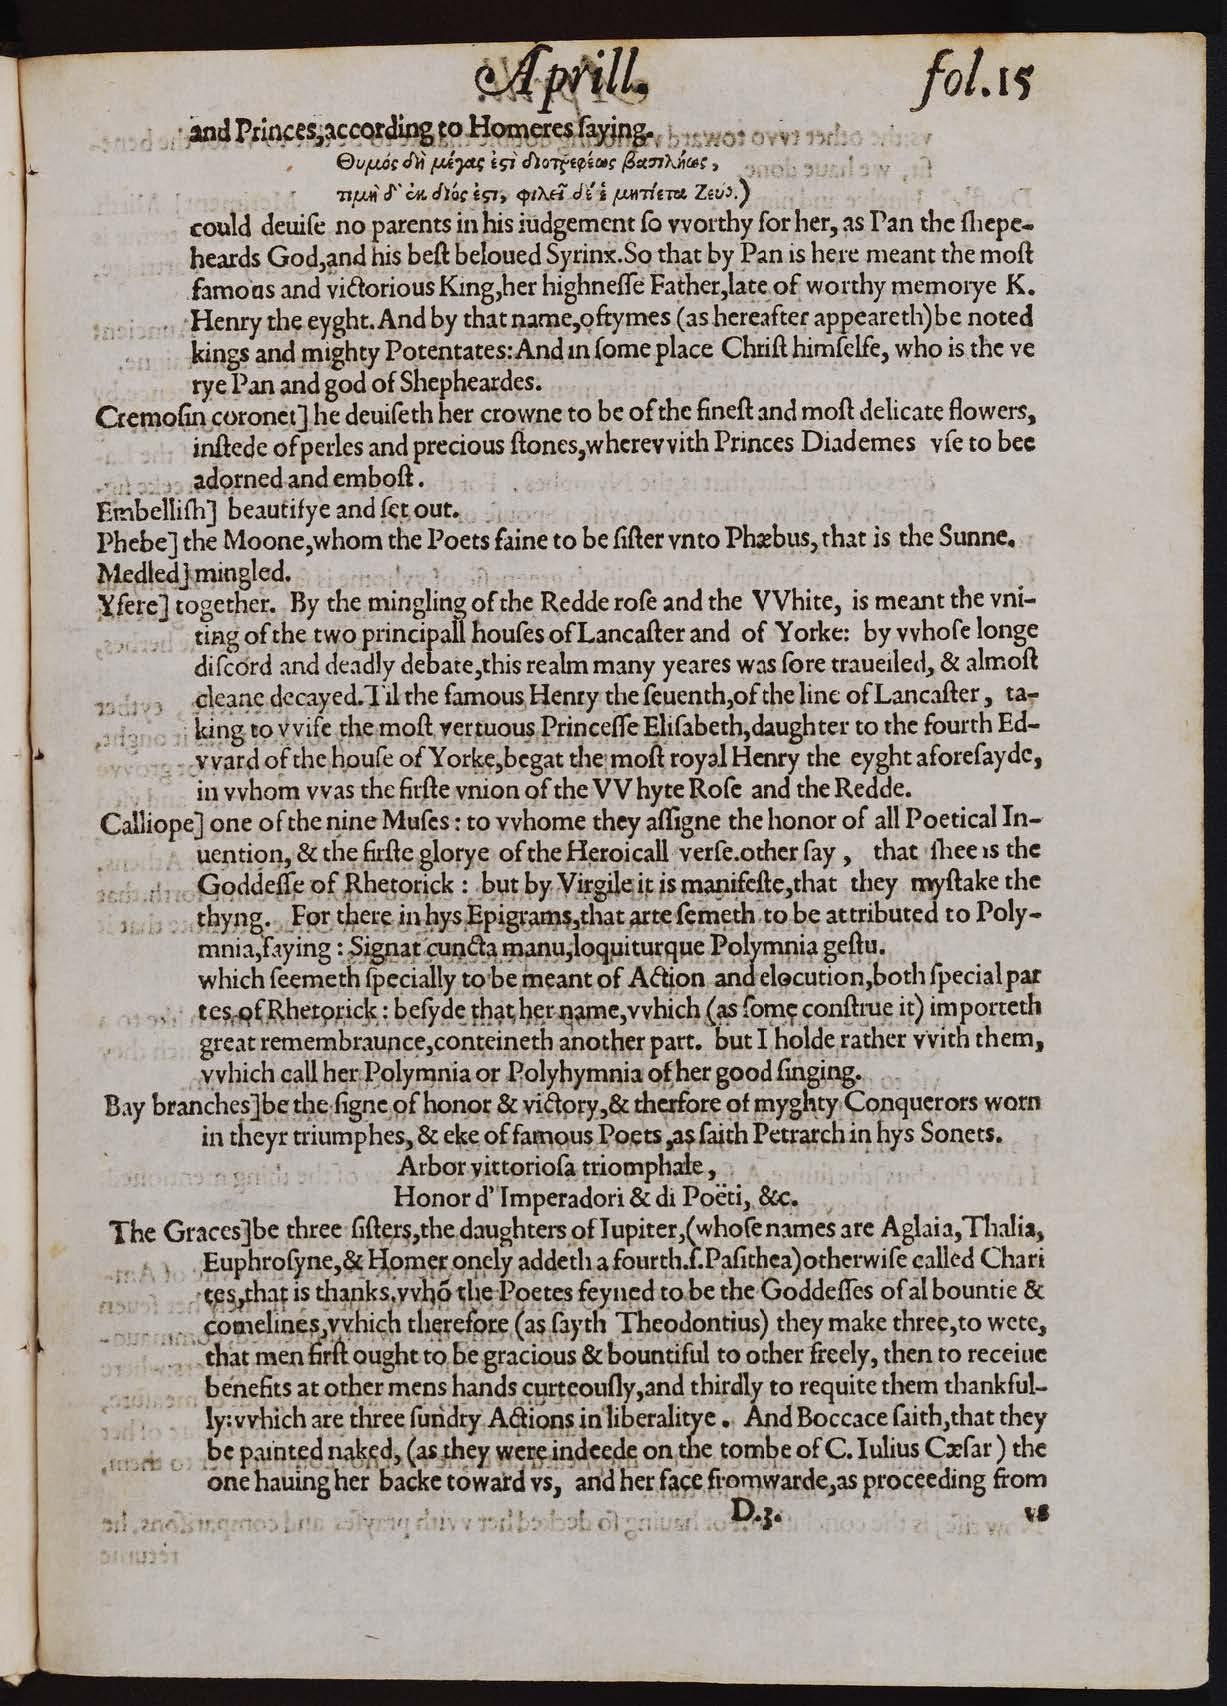 Aprill. fol.15
and Princes, according to Homeres ſaying.
Θυμὸς δὴ μέγας ἐςὶ διοτρεφέως βασιλήως,
τιμὴ δ' ἐκ διός ἐςι, φιλεῖ δέ ἑ μητίετα Ζευς.)
could deuiſe no parents in his iudgement ſo vvorthy for her, as Pan the ſhepe-
heards God, and his beſt beloued Syrinx. So that by Pan is here meant the moſt
famous and victorious King, her highneſſe Father, late of worthy memorye K.
Henry the eyght. And by that name, oftymes (as hereafter appeareth) be noted
kings and mighty Potentates: And in ſome place Chriſt himſelfe, who is the ve
rye Pan and god of Shepheardes.
Cremoſin coronet] he deuiſeth her crowne to be of the fineſt and moſt delicate flowers,
inſtede of perles and precious ſtones, wherevvith Princes Diademes vſe to bee
adorned and emboſt.
Embelliſh] beautifye and ſet out.
Phebe] the Moone, whom the Poets faine to be ſiſter vnto Phæbus, that is the Sunne.
Medled] mingled.
Yfere] together. By the mingling of the Redde roſe and the VVhite, is meant the vni-
ting of the two principall houſes of Lancaſter and of Yorke: by vvhoſe longe
diſcord and deadly debate, this realm many yeares was ſore traueiled, & almoſt
cleane decayed. Til the famous Henry the ſeuenth, of the line of Lancaſter, ta-
king to vvife the moſt vertuous Princeſſe Eliſabeth, daughter to the fourth Ed-
vvard of the houſe of Yorke, begat the moſt royal Henry the eyght aforeſayde,
in vvhom vvas the firſte vnion of the VVhyte Roſe and the Redde.
Calliope] one of the nine Muſes: to vvhome they aſſigne the honor of all Poetical In-
uention, & the firſte glorye of the Heroicall verſe. other ſay, that ſhee is the
Goddeſſe of Rhetorick: but by Virgile it is manifeſte, that they myſtake the
thyng. For there in hys Epigrams, that arte ſemeth to be attributed to Poly-
mnia, ſaying: Signat cuncta manu, loquiturque Polymnia geſtu.
which ſeemeth ſpecially to be meant of Action and elocution, both ſpecial par
tes of Rhetorick: beſyde that her name, vvhich (as ſome conſtrue it) importeth
great remembraunce, conteineth another part. but I holde rather vvith them,
vvhich call her Polymnia or Polyhymnia of her good ſinging.
Bay branches] be the ſigne of honor & victory, & therfore of myghty Conquerors worn
in theyr triumphes, & eke of famous Poets, as ſaith Petrarch in hys Sonets.
Arbor vittorioſa triomphale,
Honor d' Imperadori & di Poëti, &c.
The Graces] be three ſiſters, the daughters of Iupiter, (whoſe names are Aglaia, Thalia,
Euphroſyne, & Homer onely addeth a fourth. ſ. Paſithea) otherwiſe called Chari
tes, that is thanks. vvhõ the Poetes feyned to be the Goddeſſes of al bountie &
comelines, vvhich therefore (as ſayth Theodontius) they make three, to wete,
that men firſt ought to be gracious & bountiful to other freely, then to receiue
benefits at other mens hands curteouſly, and thirdly to requite them thankful-
ly: vvhich are three ſundry Actions in liberalitye. And Boccace ſaith, that they
be painted naked, (as they were indeede on the tombe of C. Iulius Cæſar) the
one hauing her backe toward vs, and her face fromwarde, as proceeding from
D.3. vs